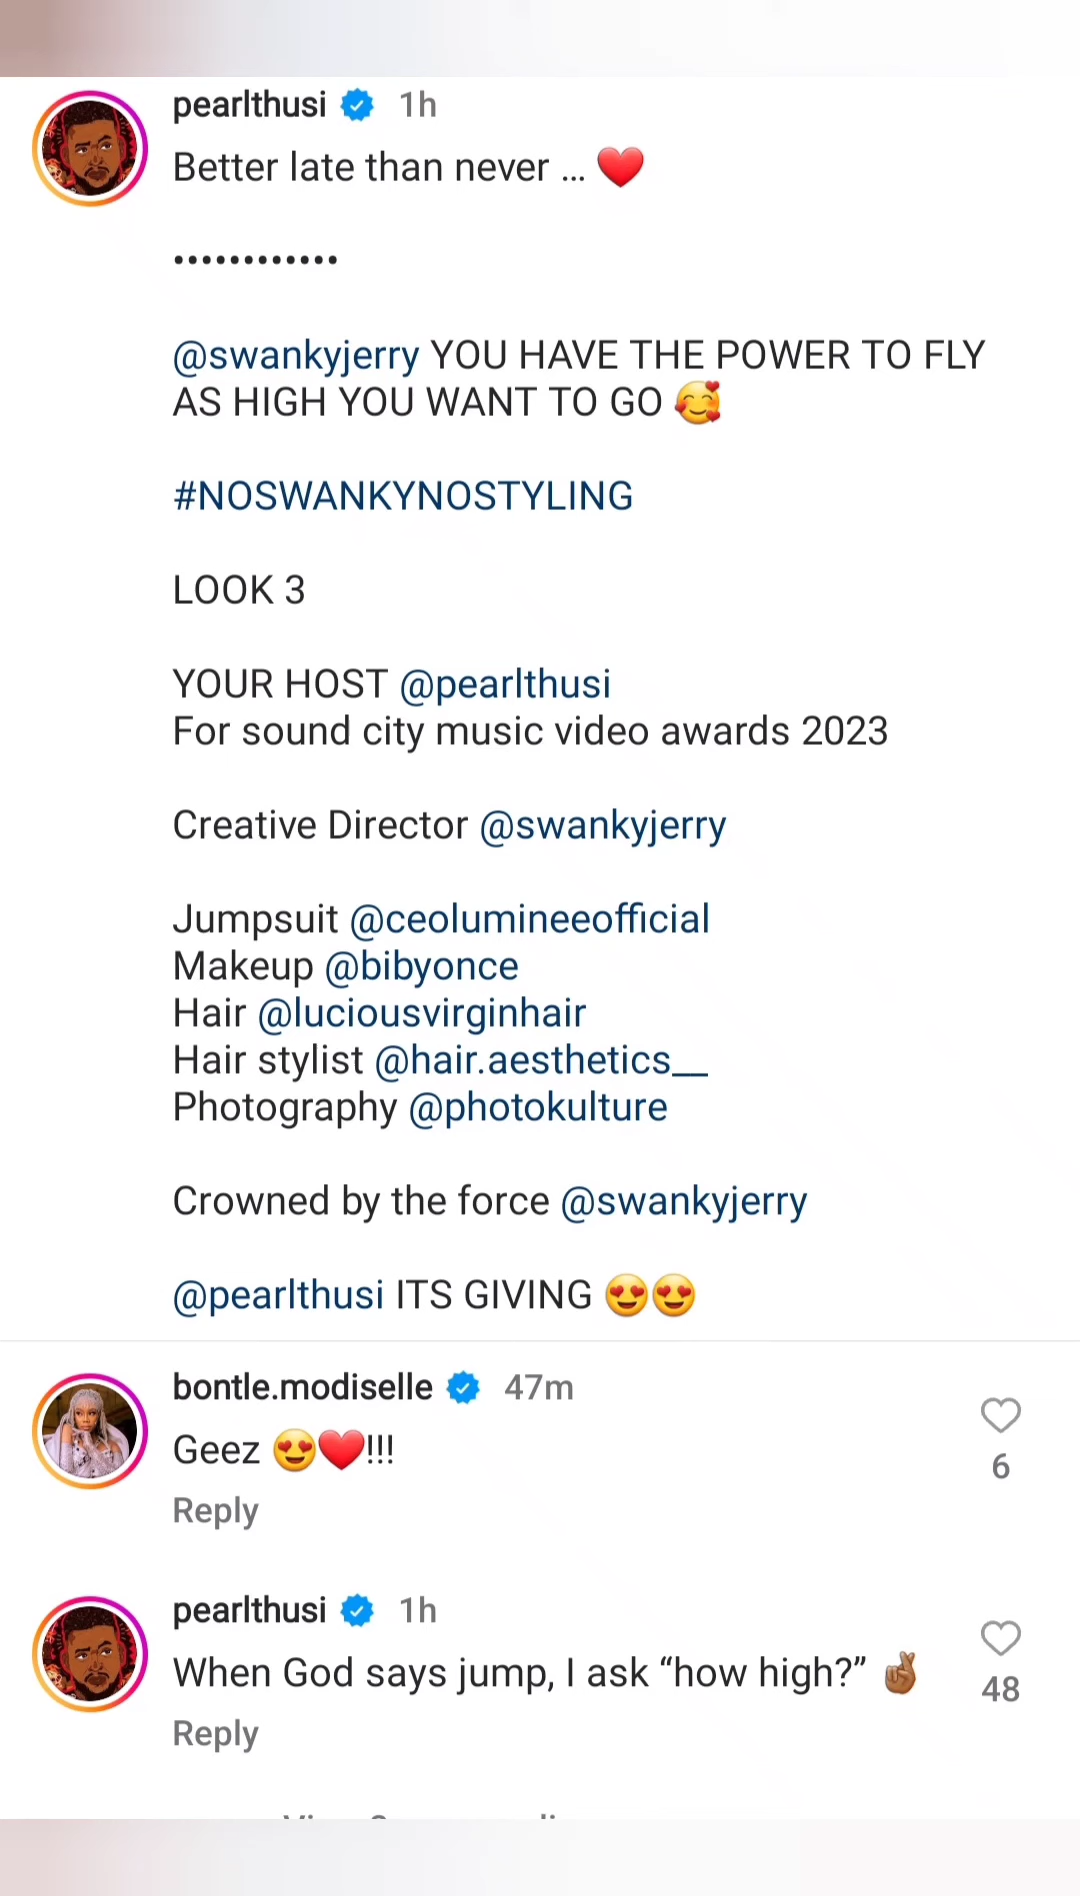 pearlthusi 1h
Better late than never ... ❤️
............
@swankyjerry YOU HAVE THE POWER TO FLY
AS HIGH YOU WANT TO GO 🥰
#NOSWANKYNOSTYLING
LOOK 3
YOUR HOST @pearlthusi
For sound city music video awards 2023
Creative Director @swankyjerry
Jumpsuit @ceolumineeofficial
Makeup @bibyonce
Hair @luciousvirginhair
Hair stylist @hair.aesthetics__
Photography @photokulture
Crowned by the force @swankyjerry
@pearlthusi ITS GIVING 😍😍
bontle.modiselle 47m
Geez 😍❤️!!!
6
Reply
pearlthusi 1h
When God says jump, I ask “how high?” 🤞🏾
48
Reply